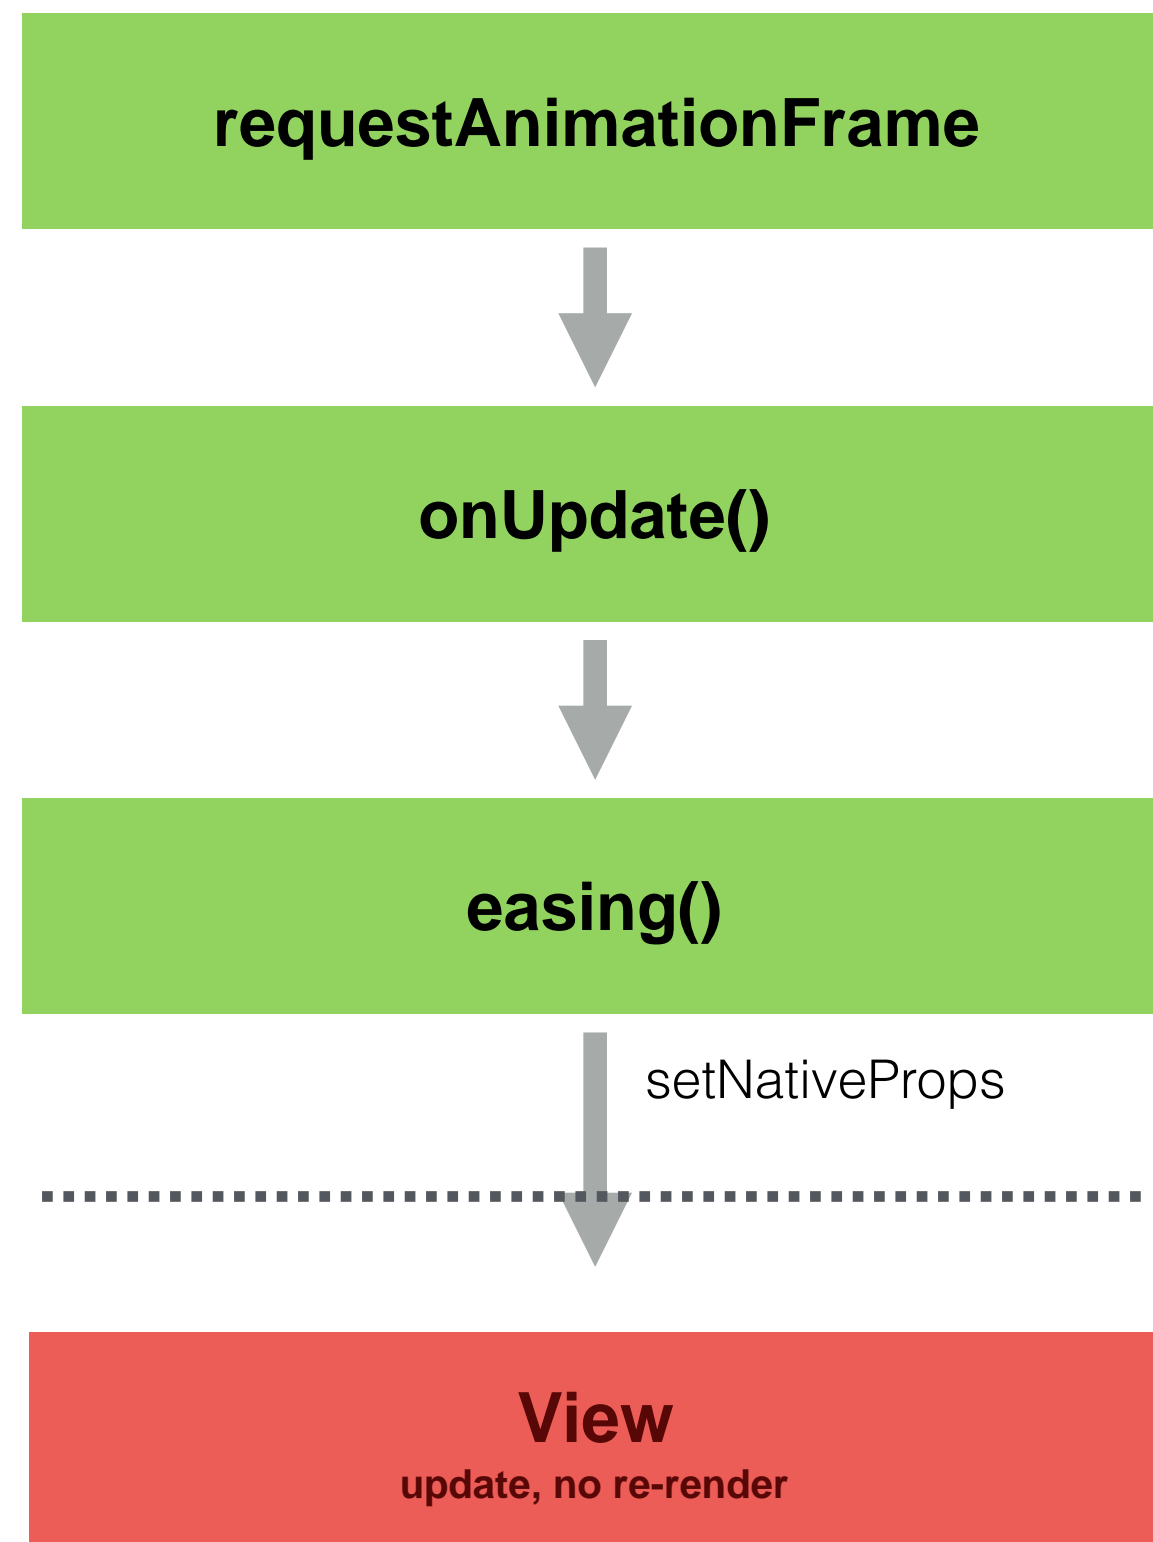 requestAnimationFrame
onUpdate()
easing()
setNativeProps
View
update, no re-render